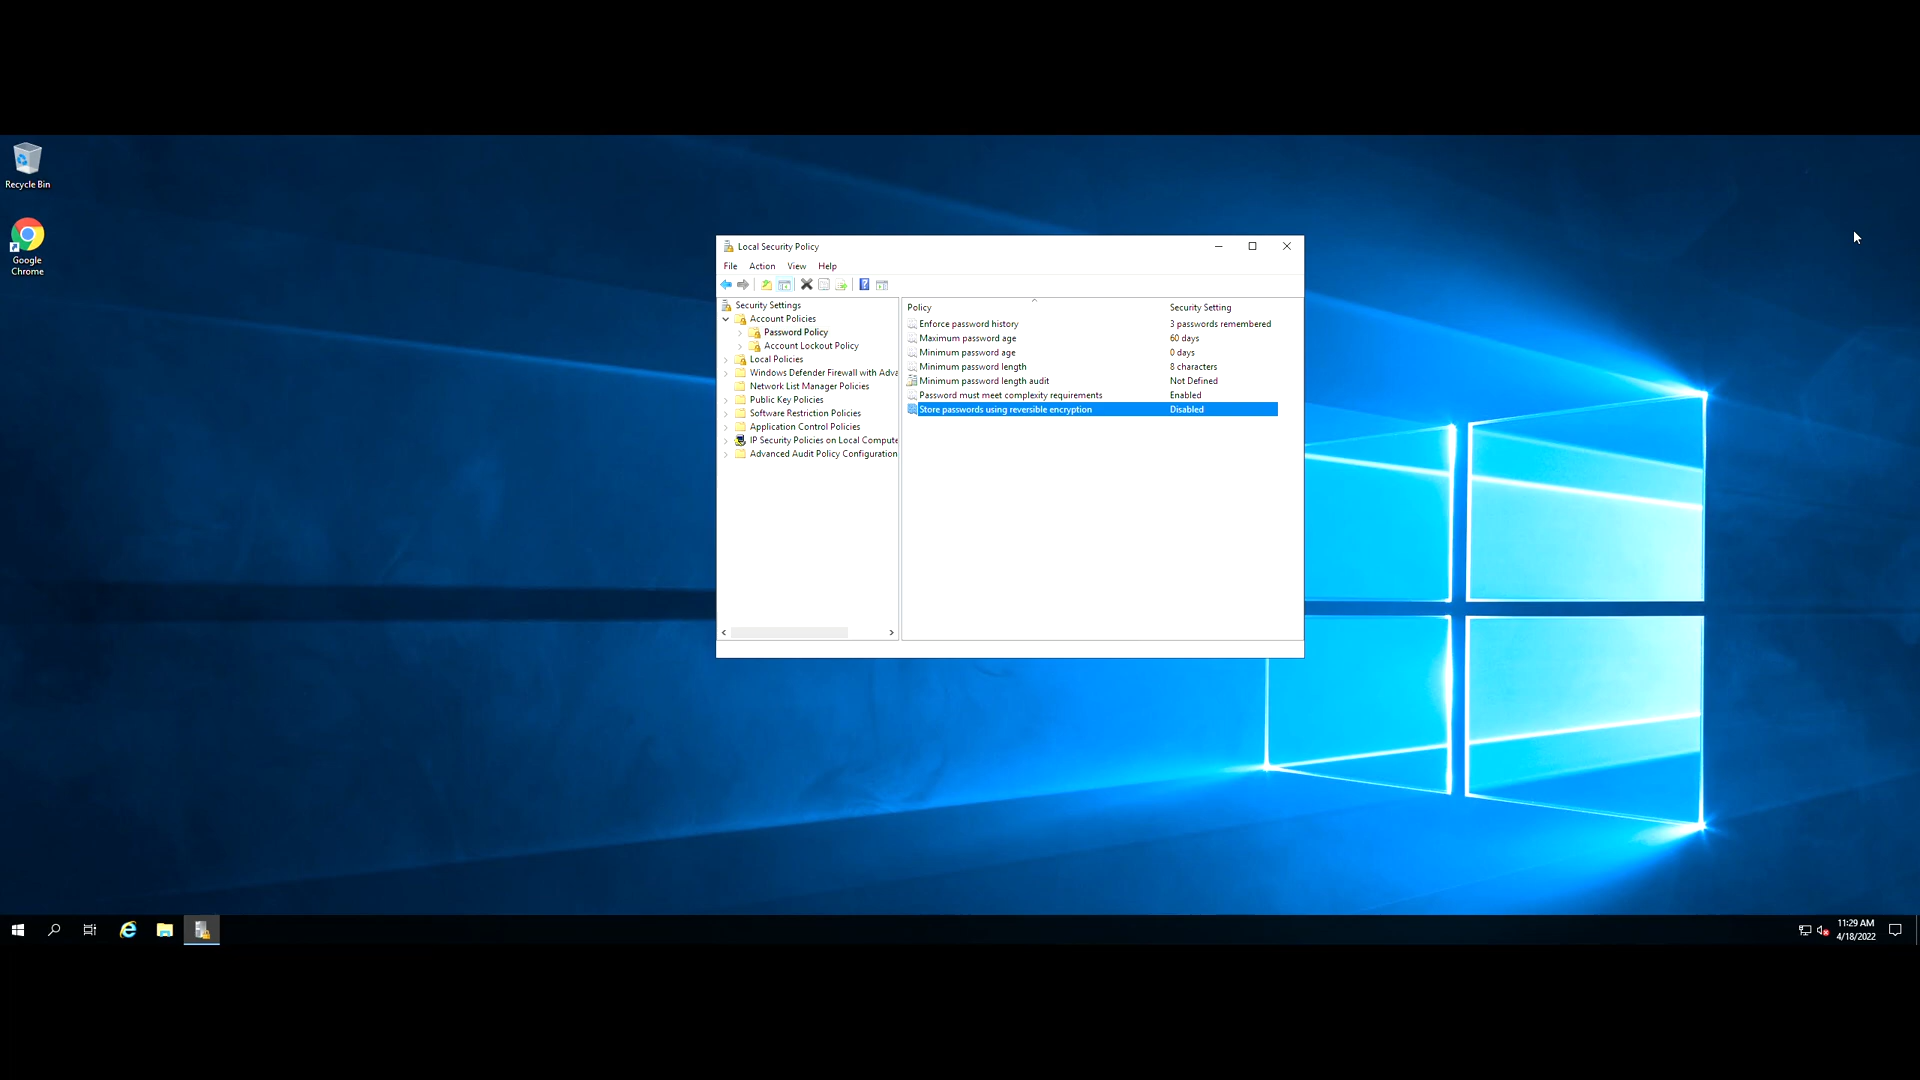 Recycle Bin
Google
Chrome
Local Security Policy
File Action View Help
Security Settings
Account Policies
Password Policy
Account Lockout Policy
Local Policies
Windows Defender Firewall with Adva
Network List Manager Policies
Public Key Policies
Software Restriction Policies
Application Control Policies
IP Security Policies on Local Compute
Advanced Audit Policy Configuration
Policy Security Setting
Enforce password history 3 passwords remembered
Maximum password age 60 days
Minimum password age 0 days
Minimum password length 8 characters
Minimum password length audit Not Defined
Password must meet complexity requirements Enabled
Store passwords using reversible encryption Disabled
11:29 AM
4/18/2022